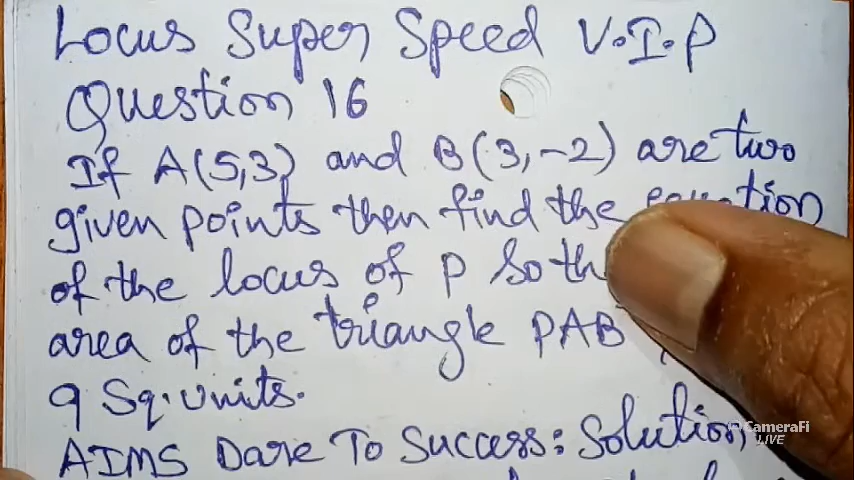 Locus Super Speed V.I.P
Question 16
If A(5,3) and B(3,-2) are two
given points then find the equation
of the locus of P so th
area of the triangle PAB
9 Sq.units.
AIMS Dare To Success: Solution,
CameraFi
LIVE